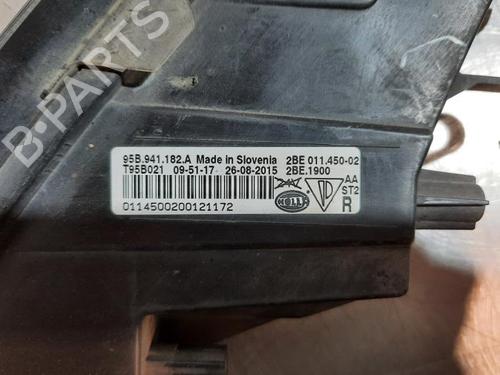 B-PARTS
95B.941.182.A Made in Slovenia 2BE 011.450-02
T95B021 09-51-17 26-08-2015 2BE.1900
AA
ST2
HELLA
R
0114500200121172